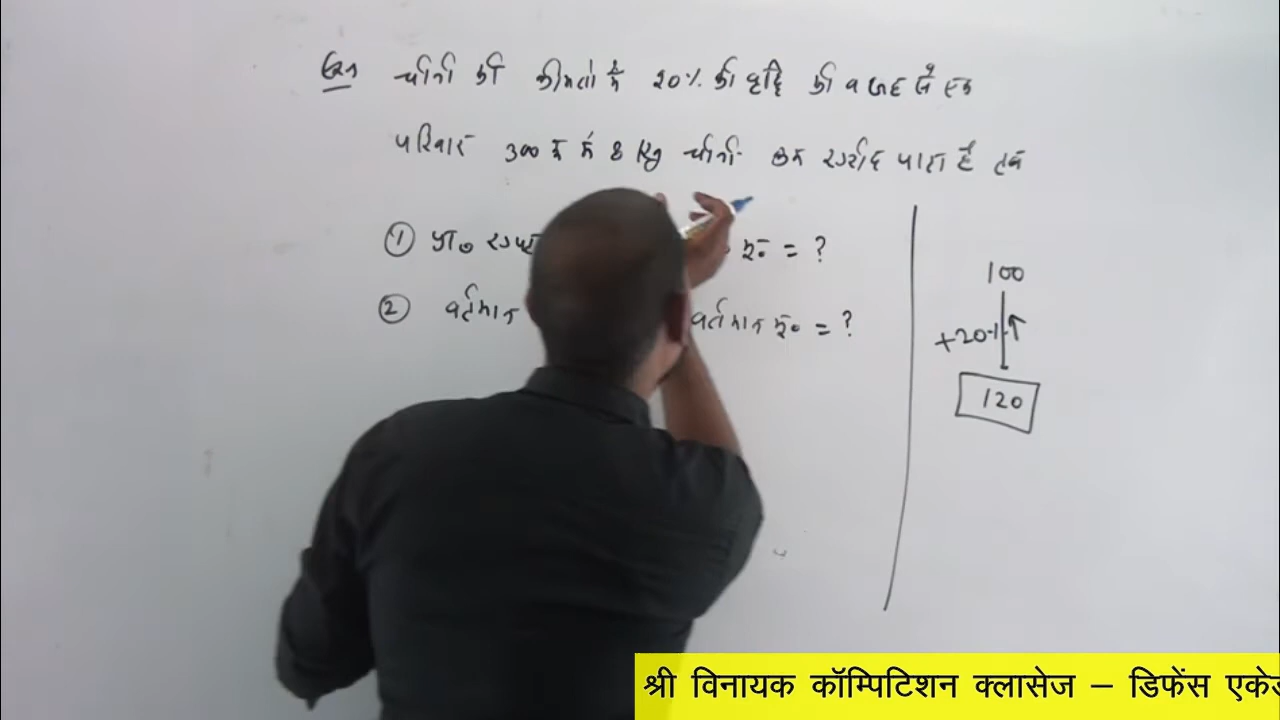 चीनी की कीमतों में 20% की वृद्धि की वजह से एक
परिवार 300 रू में 8 kg चीनी कम खरीद पाता है तब
① प्रा०
मू० = ?
② वर्तमान
वर्तमान मू० = ?
100
+20% ↑
120
श्री विनायक कॉम्पिटिशन क्लासेज – डिफेंस एकेड